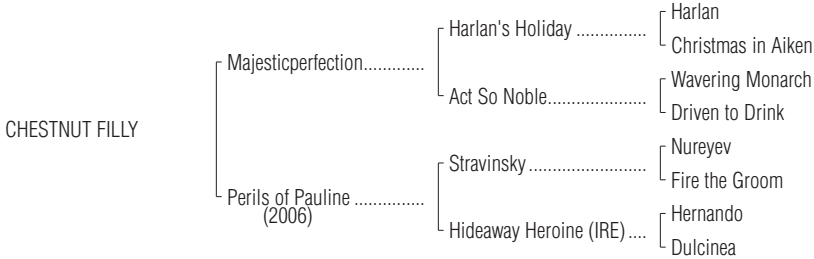 Harlan
Harlan's Holiday ...............
Christmas in Aiken
Majesticperfection.............
Wavering Monarch
Act So Noble.....................
Driven to Drink
CHESTNUT FILLY
Nureyev
Stravinsky.........................
Fire the Groom
Perils of Pauline ...............
(2006)
Hernando
Hideaway Heroine (IRE) ....
Dulcinea